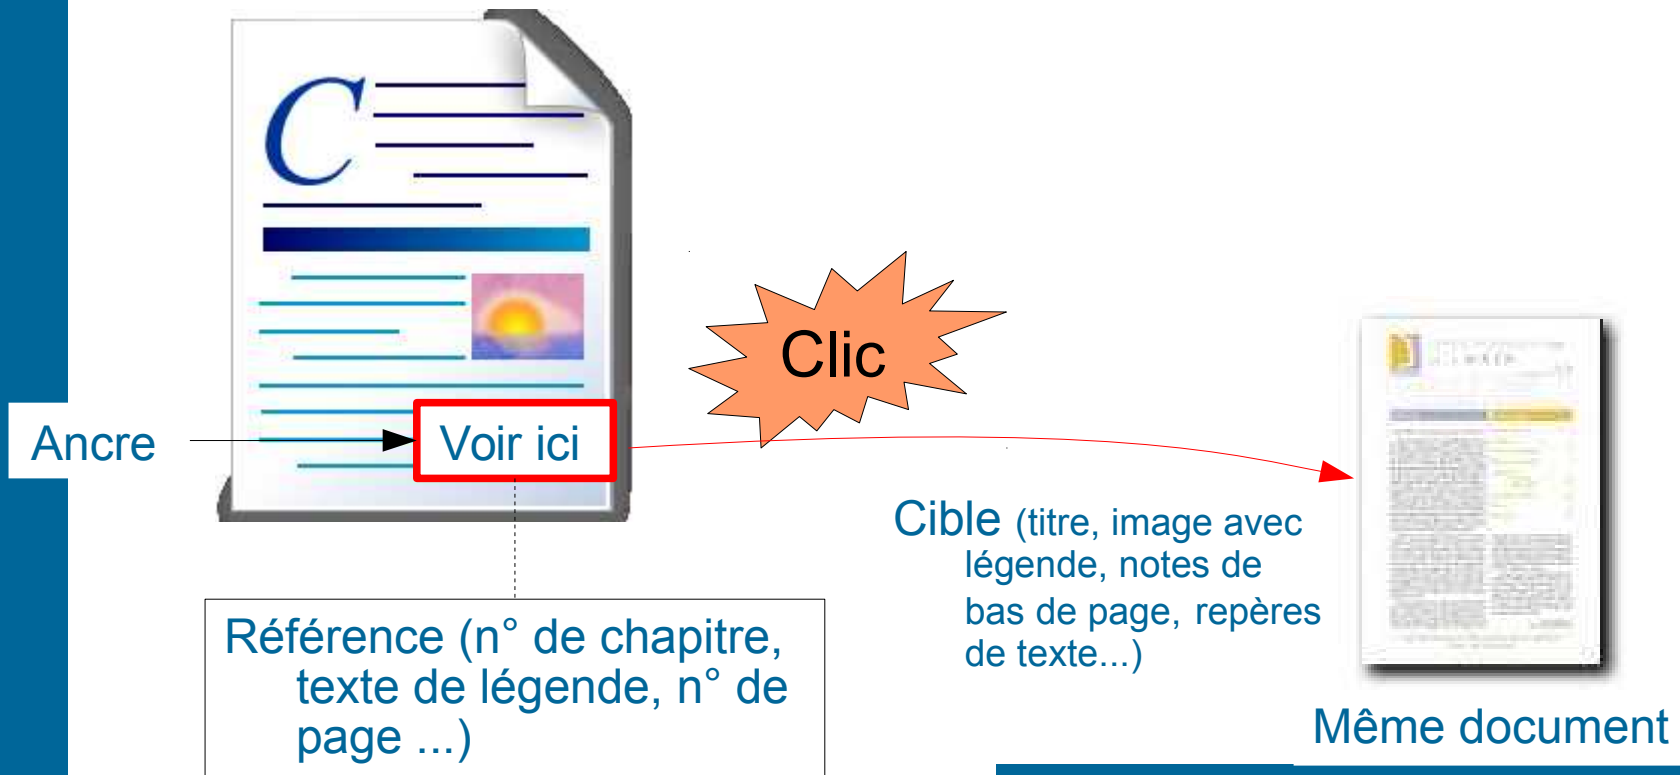 C
Clic
Ancre
Voir ici
Cible (titre, image avec
légende, notes de
bas de page, repères
de texte...)
Référence (n° de chapitre,
texte de légende, n° de
page ...)
Même document